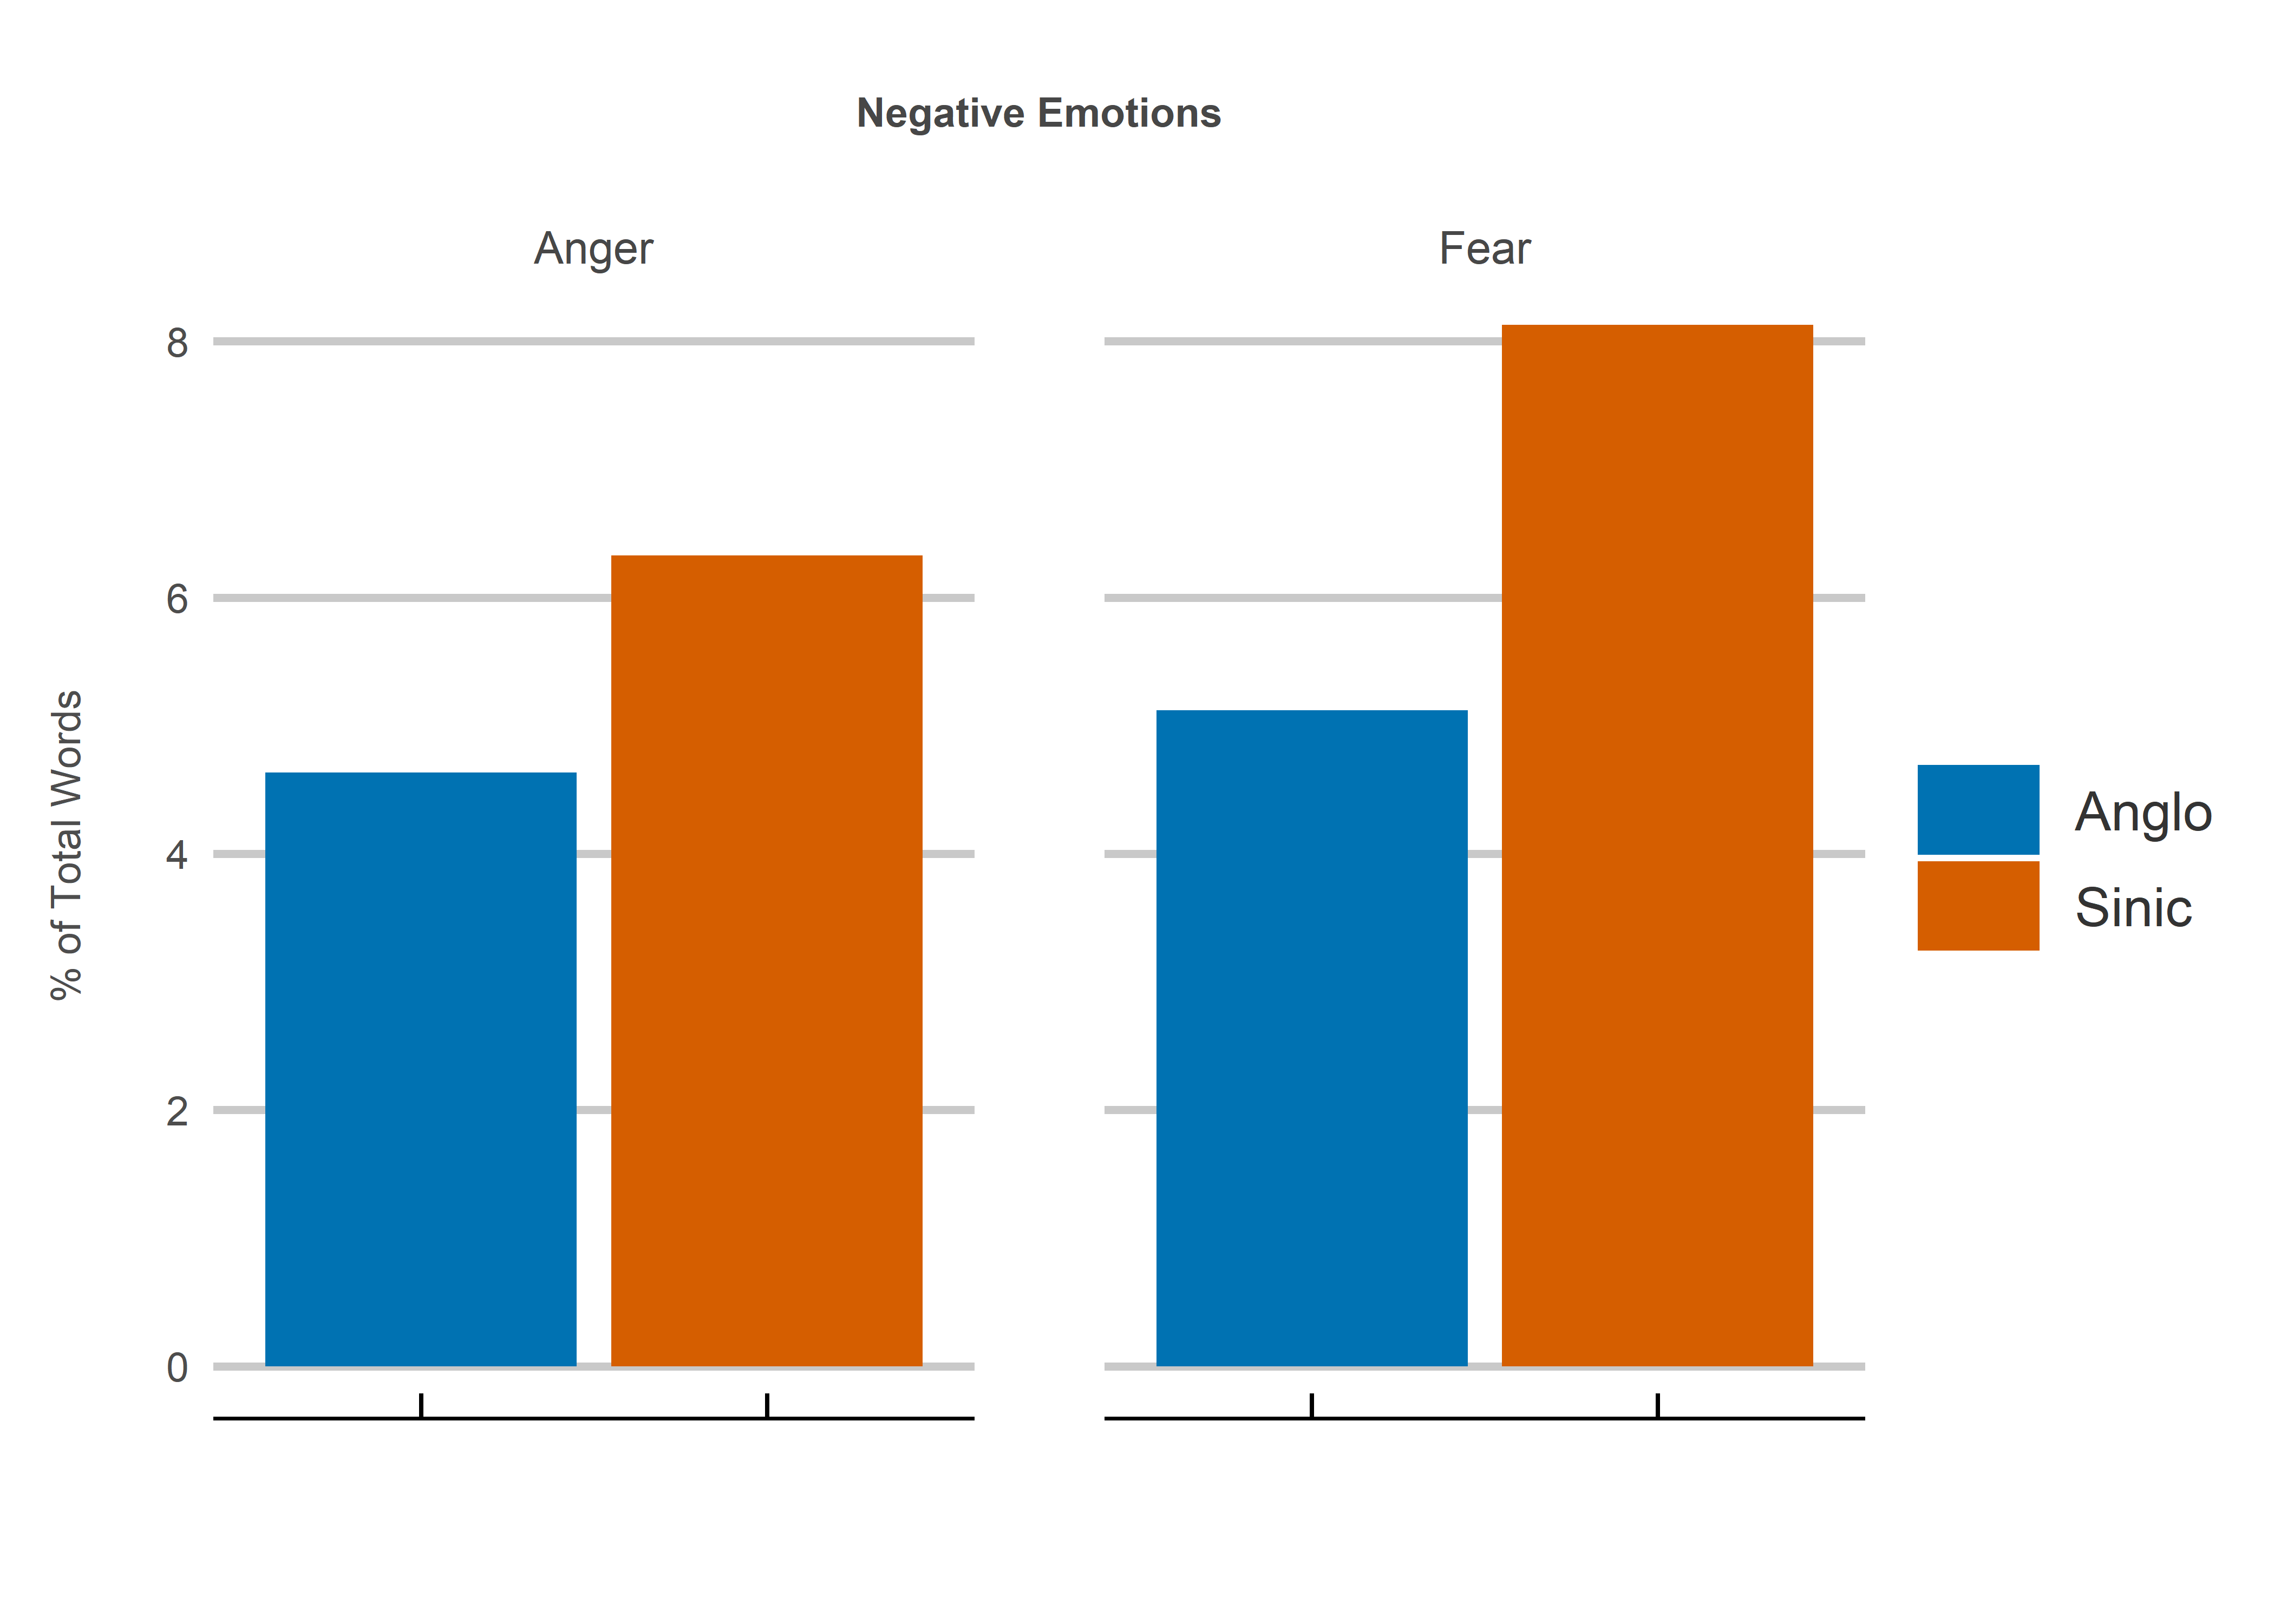 Negative Emotions
Anger
Fear
8
6
4
2
0
% of Total Words
Anglo
Sinic